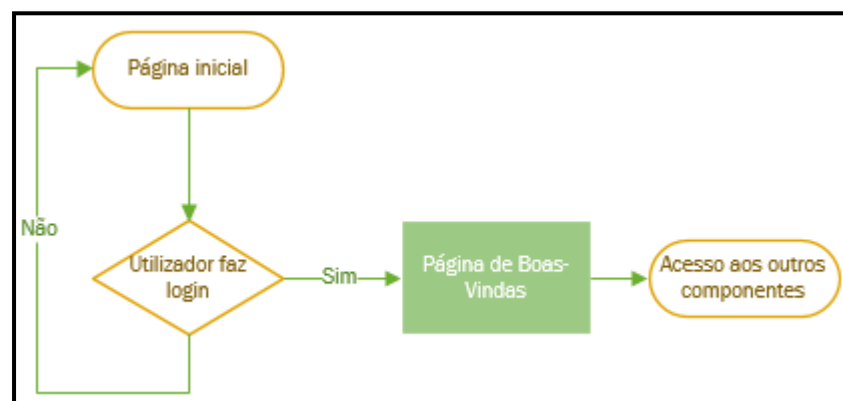 Página inicial
Não
Utilizador faz
login
Sim
Página de Boas-
Vindas
Acesso aos outros
componentes